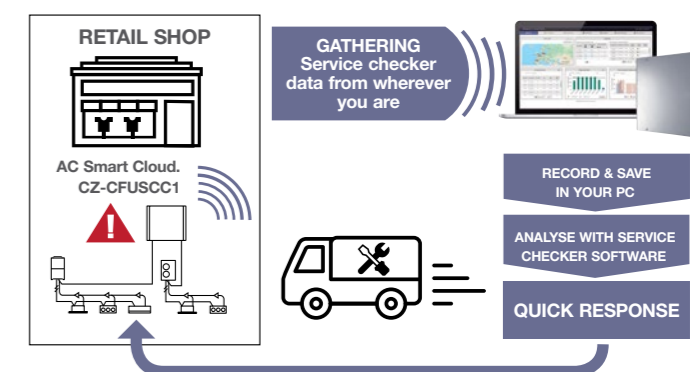 RETAIL SHOP
AC Smart Cloud.
CZ-CFUSCC1
GATHERING
Service checker
data from wherever
you are
RECORD & SAVE
IN YOUR PC
ANALYSE WITH SERVICE
CHECKER SOFTWARE
QUICK RESPONSE